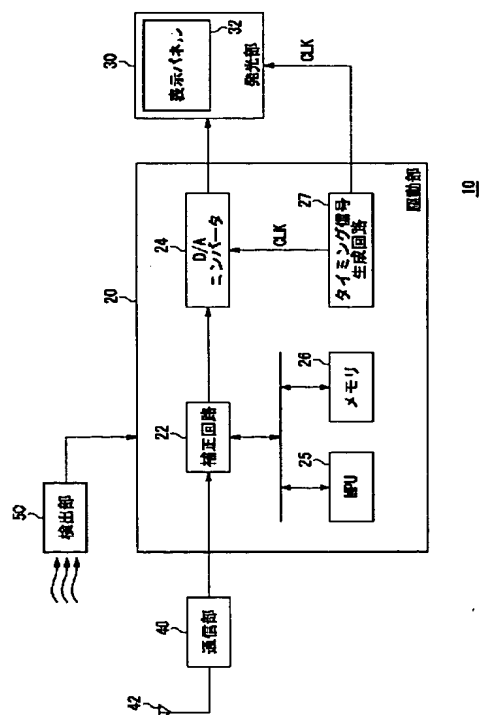 42
40
通信部
50
検出部
20
22
補正回路
24
D/A
コンバータ
30
32
表示パネル
発光部
CLK
CLK
25
MPU
26
メモリ
27
タイミング信号
生成回路
駆動部
10